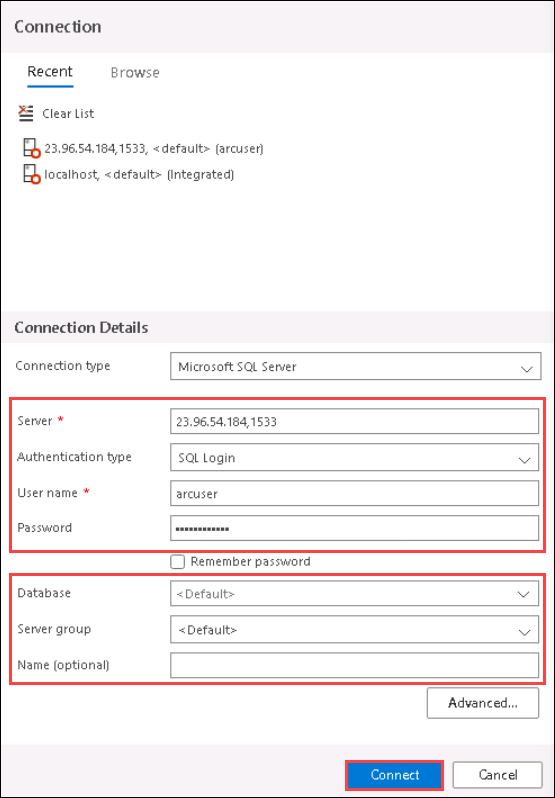 Connection
Recent Browse
Clear List
23.96.54.184,1533, <default> (arcuser)
localhost, <default> (Integrated)
Connection Details
Connection type Microsoft SQL Server
Server * 23.96.54.184,1533
Authentication type SQL Login
User name * arcuser
Password ••••••••••••
Remember password
Database <Default>
Server group <Default>
Name (optional)
Advanced...
Connect Cancel